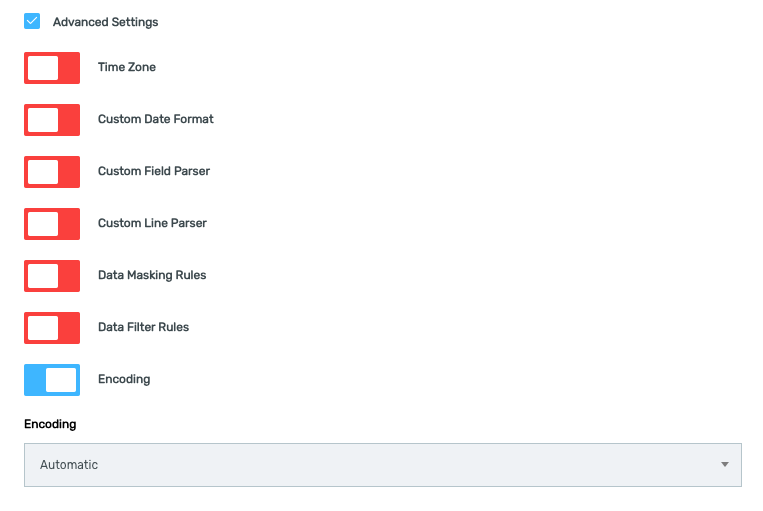 Advanced Settings
Time Zone
Custom Date Format
Custom Field Parser
Custom Line Parser
Data Masking Rules
Data Filter Rules
Encoding
Encoding
Automatic